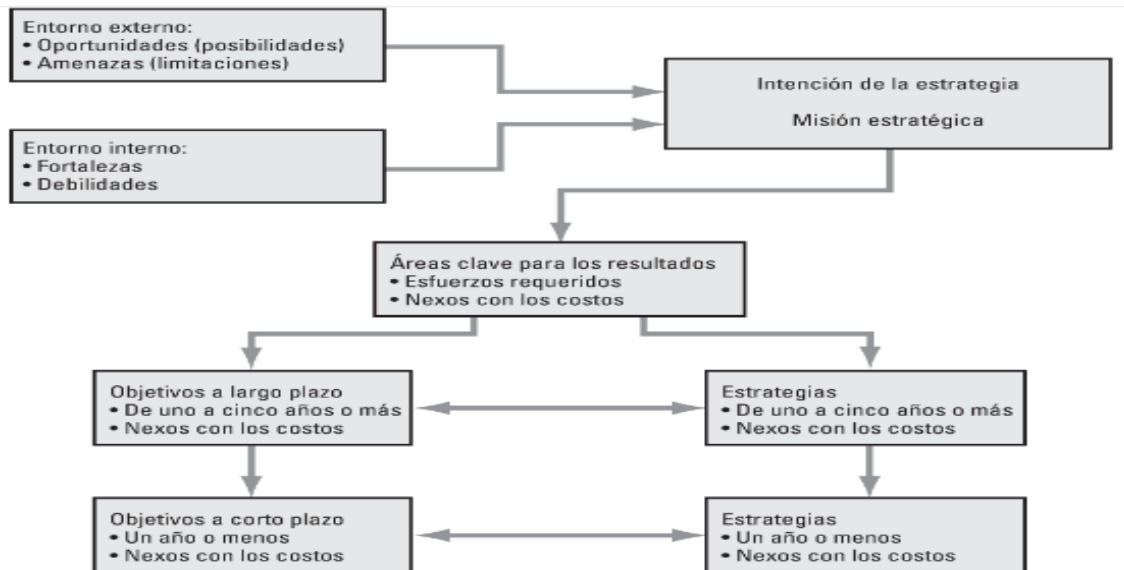 Entorno externo:
• Oportunidades (posibilidades)
• Amenazas (limitaciones)
Intención de la estrategia
Misión estratégica
Entorno interno:
• Fortalezas
• Debilidades
Áreas clave para los resultados
• Esfuerzos requeridos
• Nexos con los costos
Objetivos a largo plazo
• De uno a cinco años o más
• Nexos con los costos
Estrategias
• De uno a cinco años o más
• Nexos con los costos
Objetivos a corto plazo
• Un año o menos
• Nexos con los costos
Estrategias
• Un año o menos
• Nexos con los costos